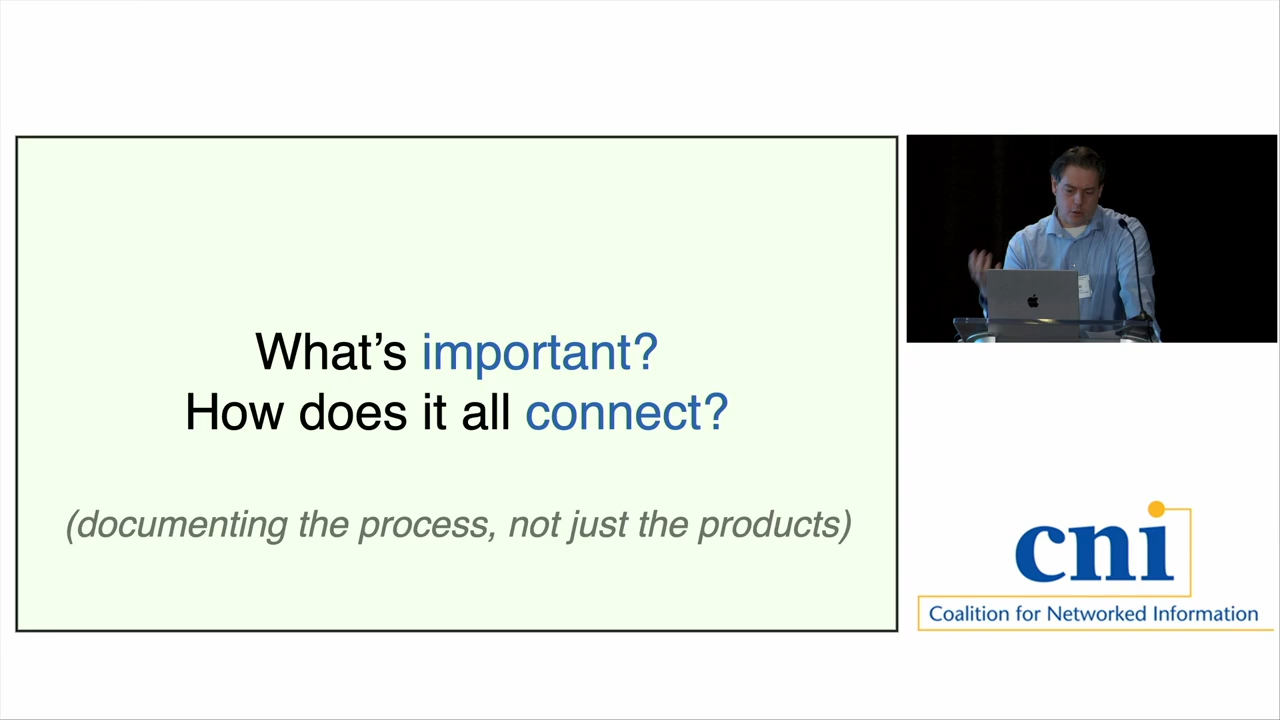 What’s important?
How does it all connect?
(documenting the process, not just the products)
cni
Coalition for Networked Information